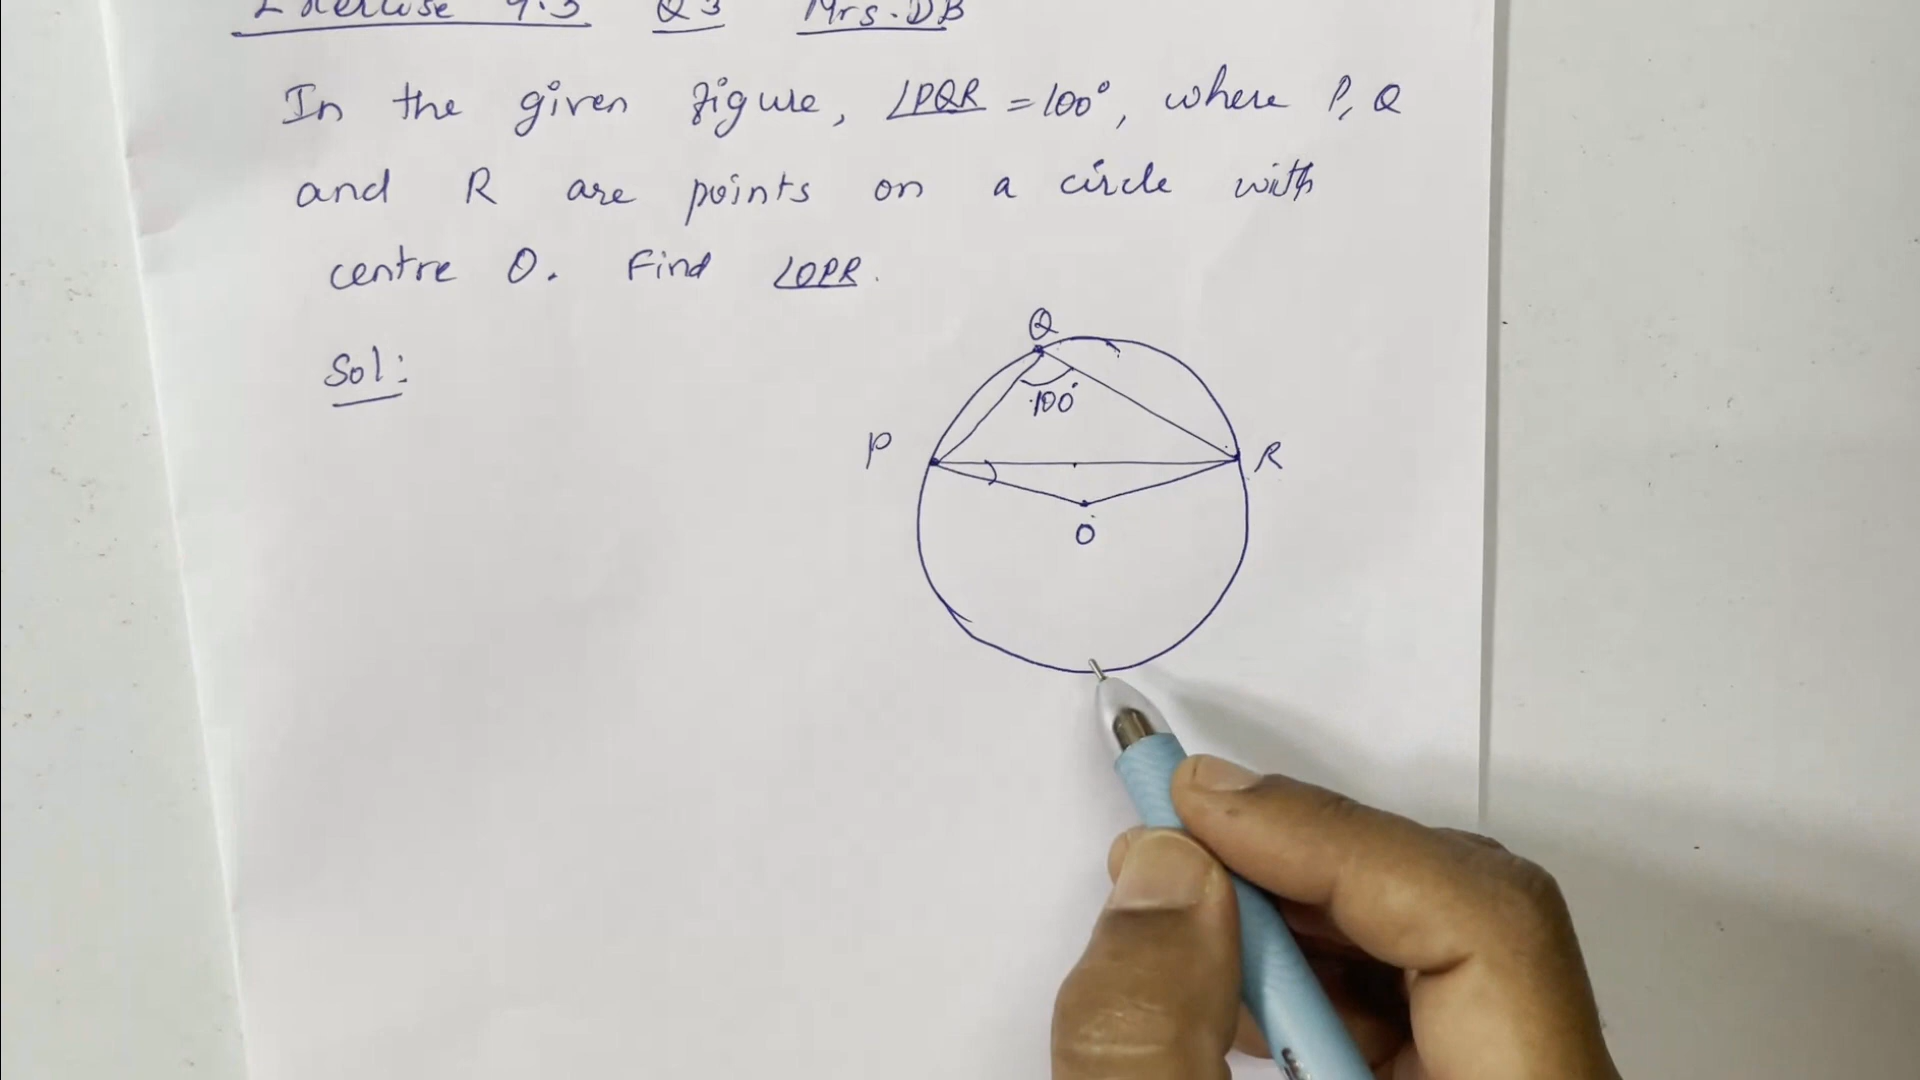 Exercise 9.3 Q3 Mrs.DB
In the given figure, ∠PQR = 100°, where P, Q
and R are points on a circle with
centre O. Find ∠OPR.
Sol:
Q
100°
P
R
O